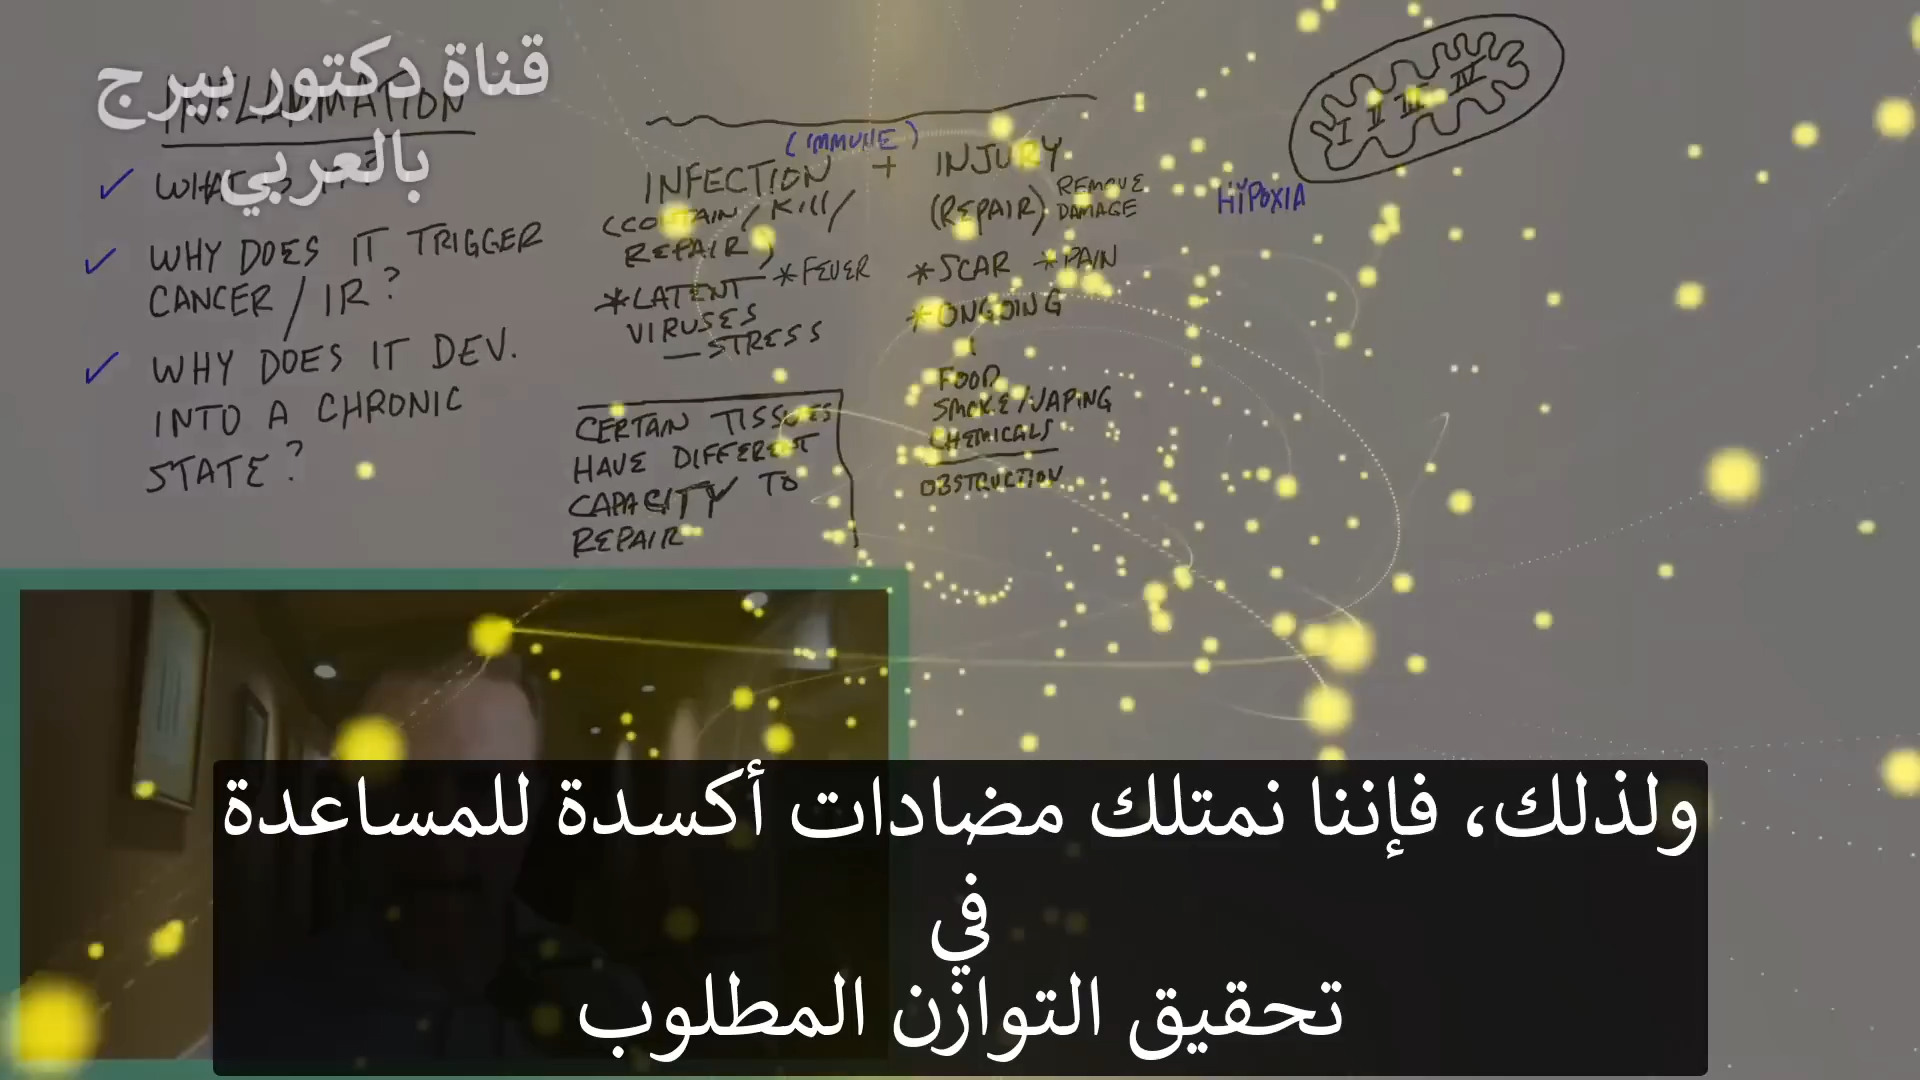 قناة دكتور بيرج
بالعربي
INFLAMMATION
✓ WHAT IS IT?
✓ WHY DOES IT TRIGGER
CANCER / IR?
✓ WHY DOES IT DEV.
INTO A CHRONIC
STATE?
(IMMUNE)
INFECTION + INJURY
(CONTAIN/KILL/
REPAIR)
*FEVER
*LATENT
VIRUSES
—STRESS
(REPAIR) REMOVE
DAMAGE
*SCAR *PAIN
*ONGOING
FOOD
SMOKE/VAPING
CHEMICALS
OBSTRUCTION
CERTAIN TISSUES
HAVE DIFFERENT
CAPACITY TO
REPAIR
I II III IV
HYPOXIA
ولذلك، فإننا نمتلك مضادات أكسدة للمساعدة
في
تحقيق التوازن المطلوب